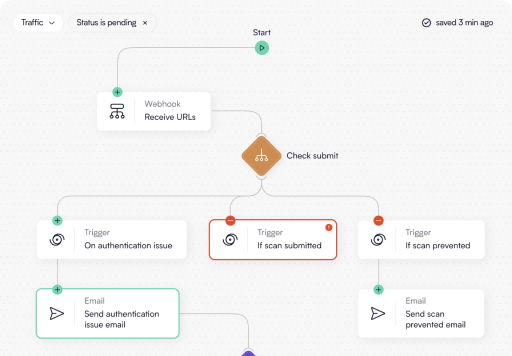 Traffic
Status is pending
saved 3 min ago
Start
Webhook
Receive URLs
Check submit
Trigger
On authentication issue
Trigger
If scan submitted
Trigger
If scan prevented
Email
Send authentication
issue email
Email
Send scan
prevented email